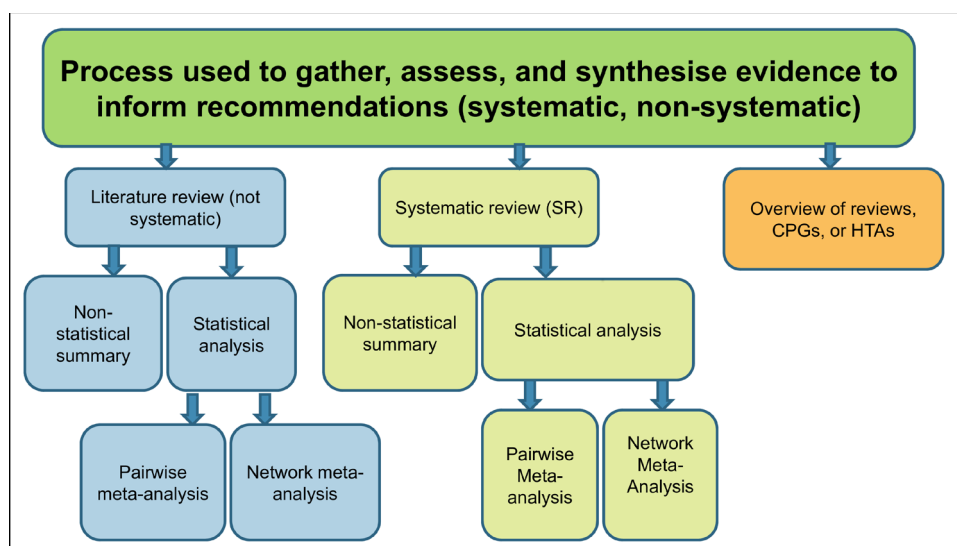 Process used to gather, assess, and synthesise evidence to
inform recommendations (systematic, non-systematic)
Literature review (not
systematic)
Systematic review (SR)
Overview of reviews,
CPGs, or HTAs
Non-
statistical
summary
Statistical
analysis
Non-statistical
summary
Statistical analysis
Pairwise
meta-analysis
Network meta-
analysis
Pairwise
Meta-
analysis
Network
Meta-
Analysis